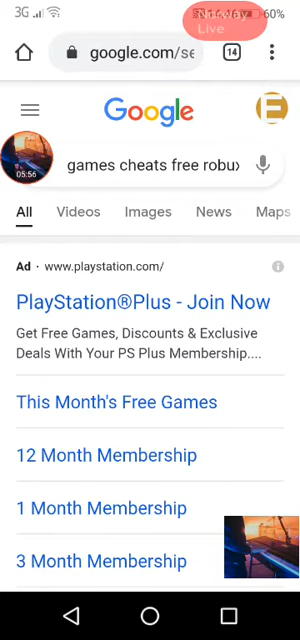 3G 60%
Live
google.com/se
14
Google
E
05:56
games cheats free robux
All Videos Images News Maps
Ad · www.playstation.com/
PlayStation®Plus - Join Now
Get Free Games, Discounts & Exclusive
Deals With Your PS Plus Membership....
This Month's Free Games
12 Month Membership
1 Month Membership
3 Month Membership